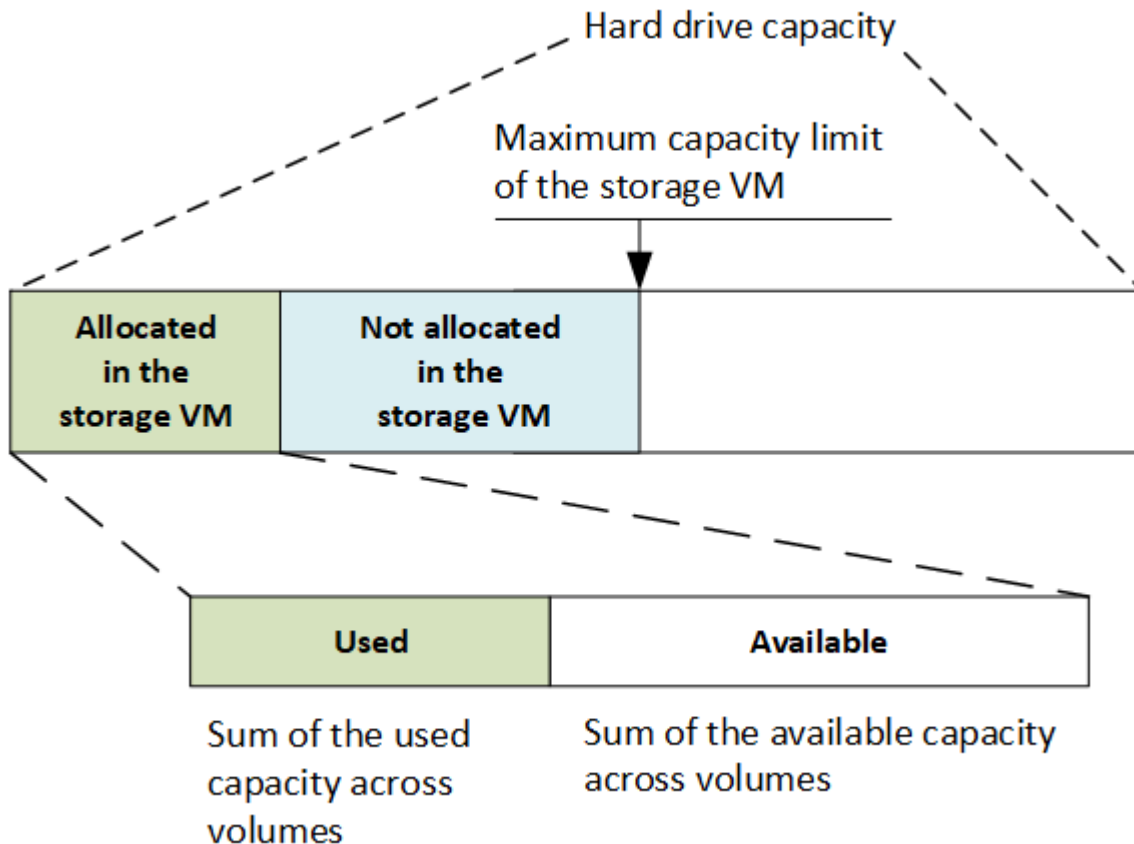 Hard drive capacity
Maximum capacity limit
of the storage VM
Allocated
in the
storage VM
Not allocated
in the
storage VM
Used
Available
Sum of the used
capacity across
volumes
Sum of the available capacity
across volumes